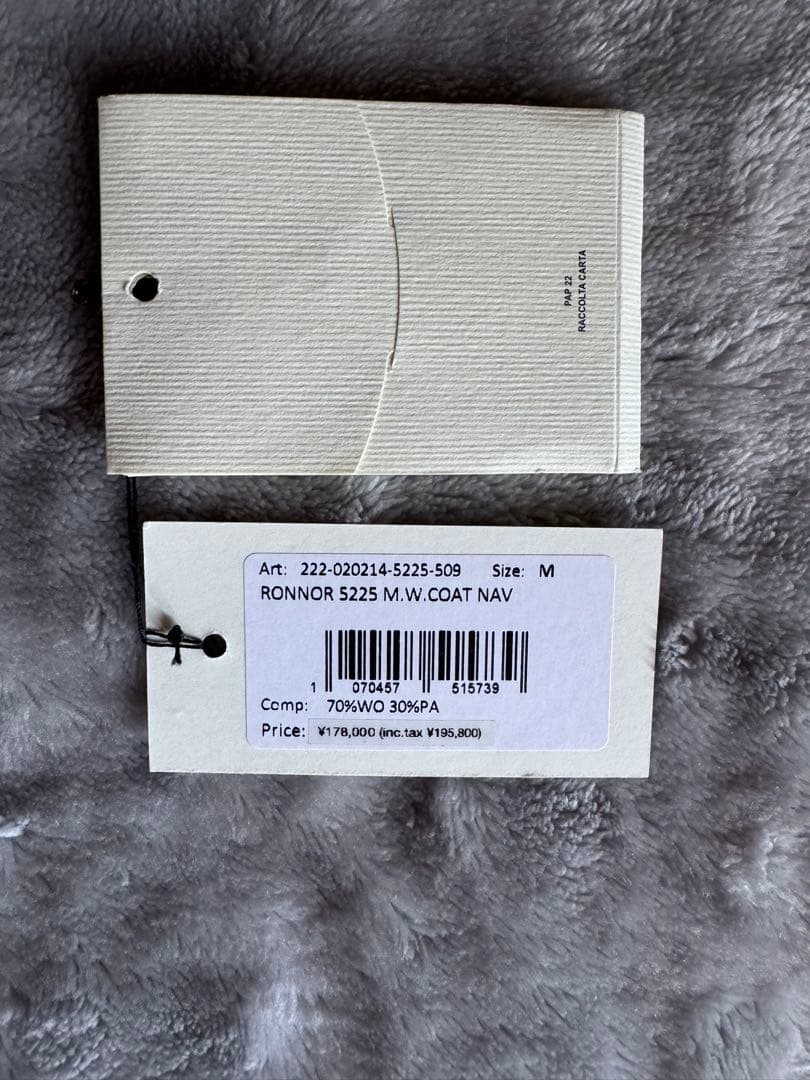 PAP 22
RACCOLTA CARTA
Art: 222-020214-5225-509 Size: M
RONNOR 5225 M.W.COAT NAV
1 070457 515739
Comp: 70%WO 30%PA
Price: ¥178,000 (inc.tax ¥195,800)